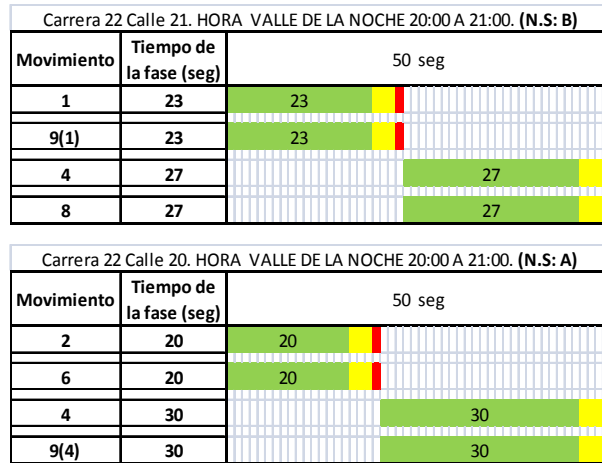 Carrera 22 Calle 21. HORA VALLE DE LA NOCHE 20:00 A 21:00. (N.S: B)
Movimiento Tiempo de la fase (seg) 50 seg
1 23 23
9(1) 23 23
4 27 27
8 27 27
Carrera 22 Calle 20. HORA VALLE DE LA NOCHE 20:00 A 21:00. (N.S: A)
Movimiento Tiempo de la fase (seg) 50 seg
2 20 20
6 20 20
4 30 30
9(4) 30 30